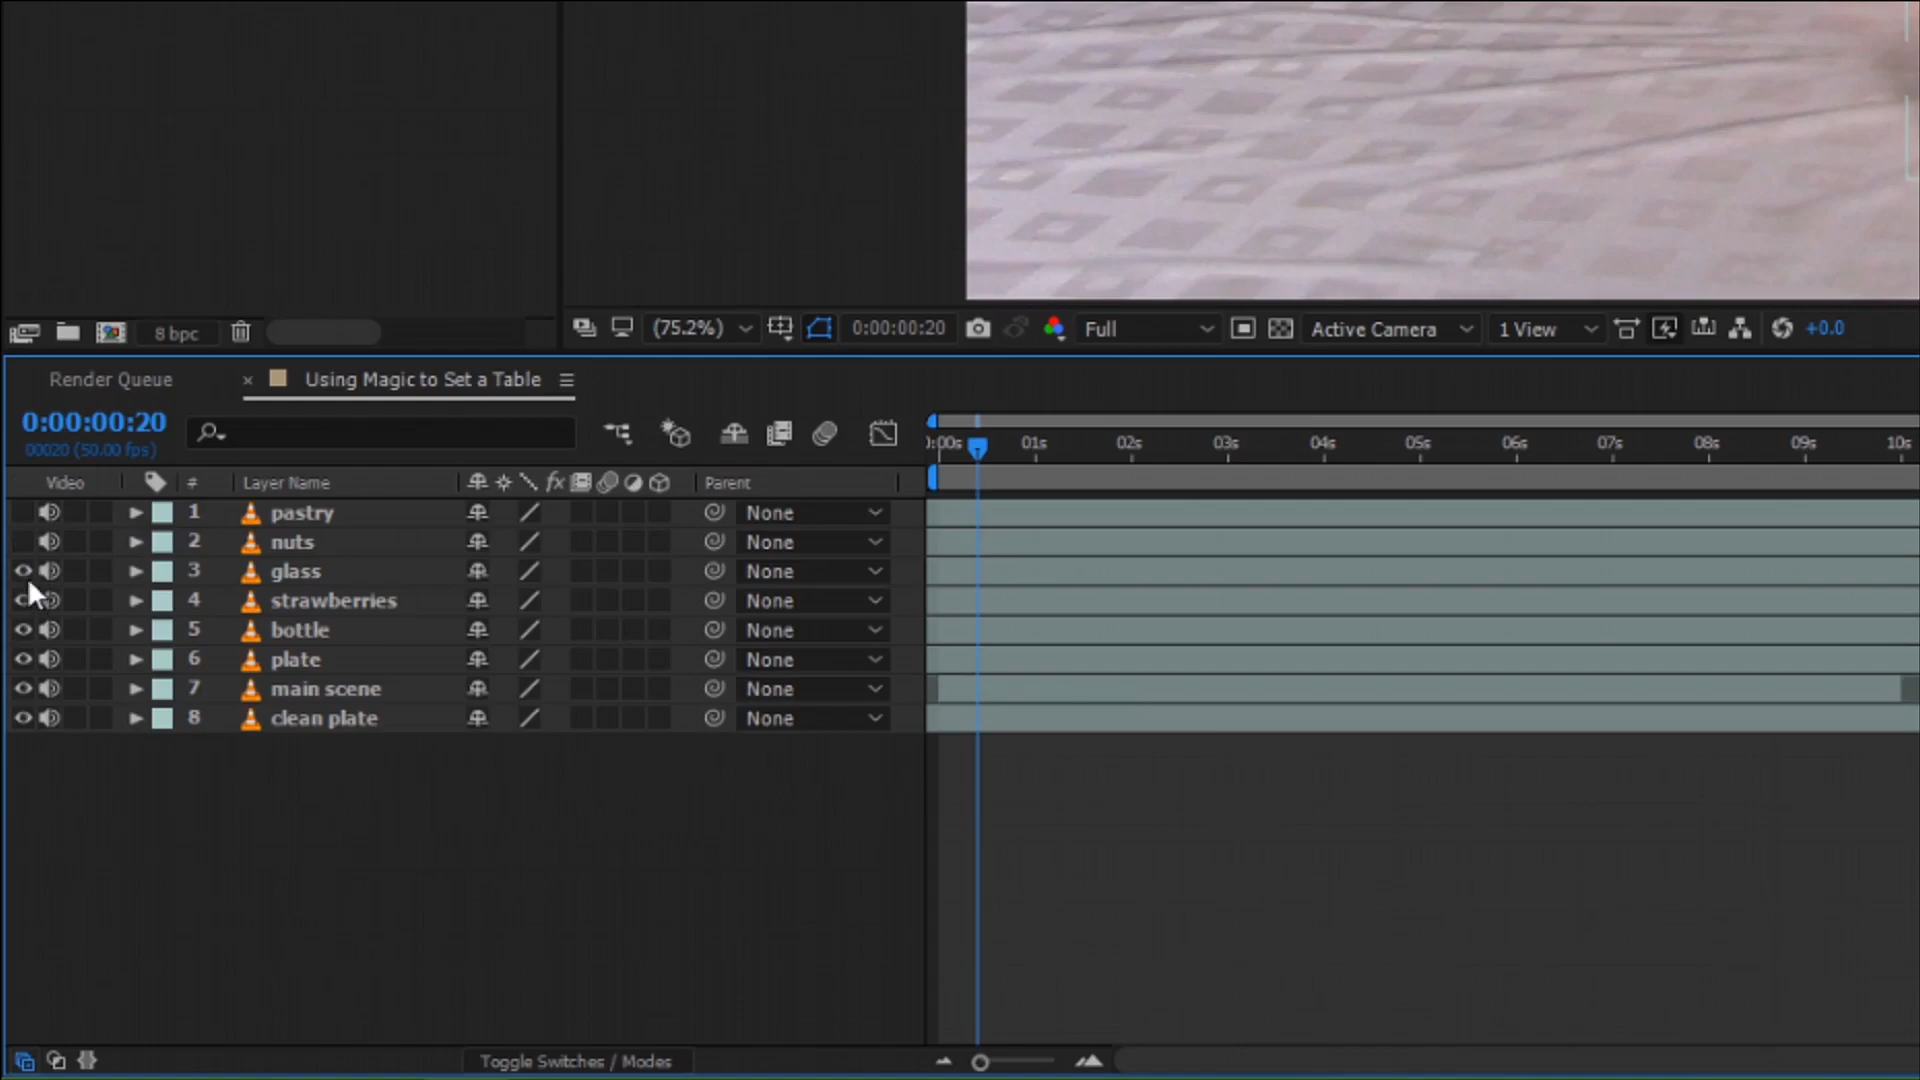 8 bpc
(75.2%) 0:00:00:20 Full Active Camera 1 View +0.0
Render Queue × Using Magic to Set a Table
0:00:00:20
00020 (50.00 fps)
0:00s 01s 02s 03s 04s 05s 06s 07s 08s 09s 10s
Video # Layer Name fx Parent
1 pastry None
2 nuts None
3 glass None
4 strawberries None
5 bottle None
6 plate None
7 main scene None
8 clean plate None
Toggle Switches / Modes